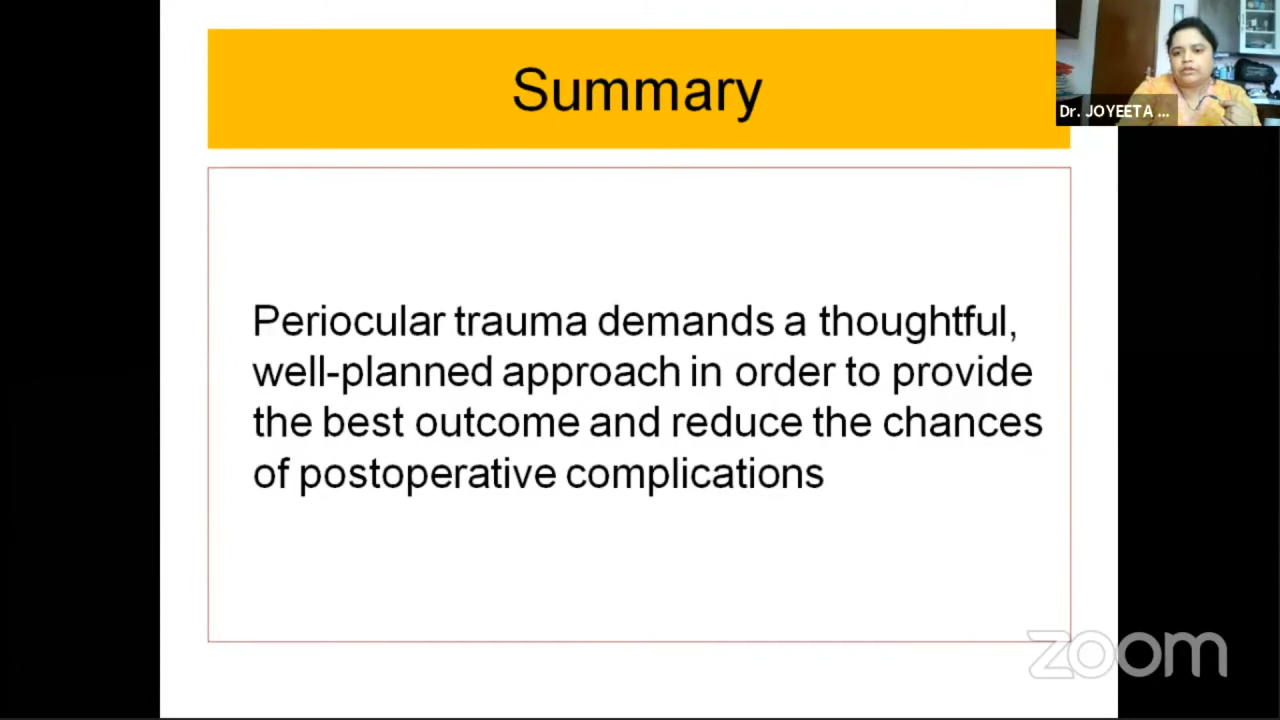 Summary
Dr. JOYEETA ...
Periocular trauma demands a thoughtful,
well-planned approach in order to provide
the best outcome and reduce the chances
of postoperative complications
zoom